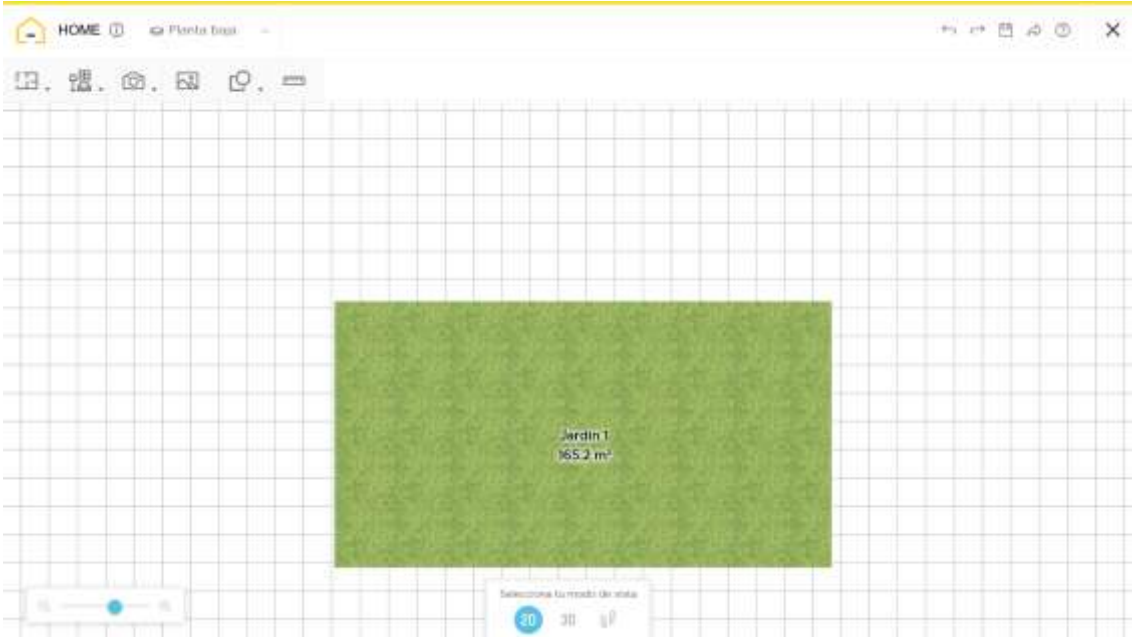 HOME
Planta baja
Jardín 1
165.2 m²
Selecciona tu modo de vista
2D 3D